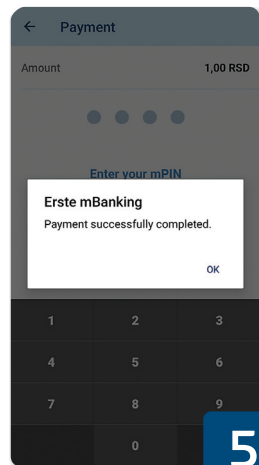 Payment
Amount 1,00 RSD
Enter your mPIN
Erste mBanking
Payment successfully completed.
OK
1 2 3
4 5 6
7 8 9
0
5